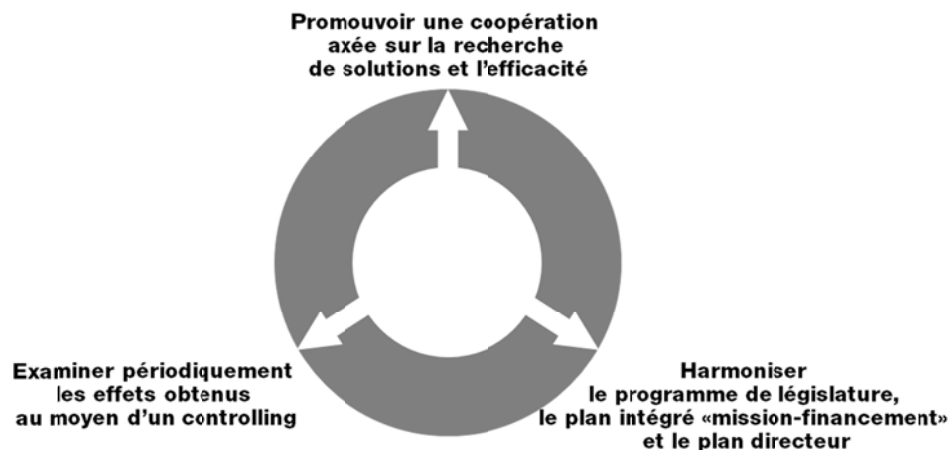 Promouvoir une coopération
axée sur la recherche
de solutions et l'efficacité
Examiner périodiquement
les effets obtenus
au moyen d'un controlling
Harmoniser
le programme de législature,
le plan intégré «mission-financement»
et le plan directeur